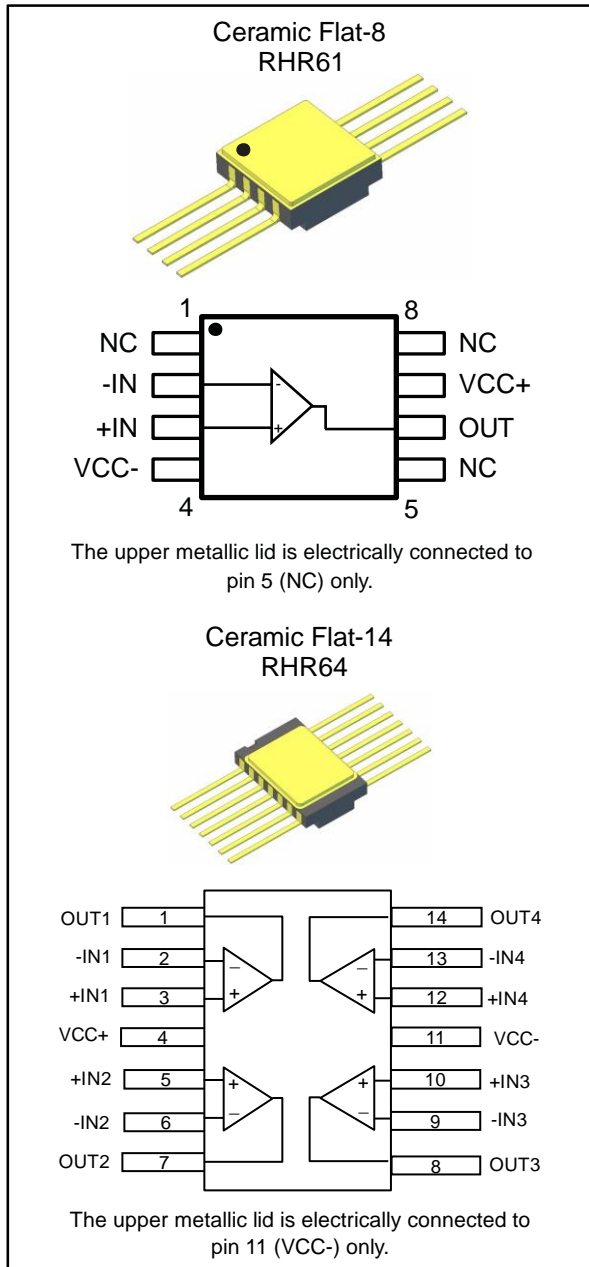 Ceramic Flat-8
RHR61
1 8
NC NC
-IN - VCC+
+IN + OUT
VCC- NC
4 5
The upper metallic lid is electrically connected to
pin 5 (NC) only.
Ceramic Flat-14
RHR64
OUT1 1 14 OUT4
-IN1 2 − − 13 -IN4
+IN1 3 + + 12 +IN4
VCC+ 4 11 VCC-
+IN2 5 + + 10 +IN3
-IN2 6 − − 9 -IN3
OUT2 7 8 OUT3
The upper metallic lid is electrically connected to
pin 11 (VCC-) only.